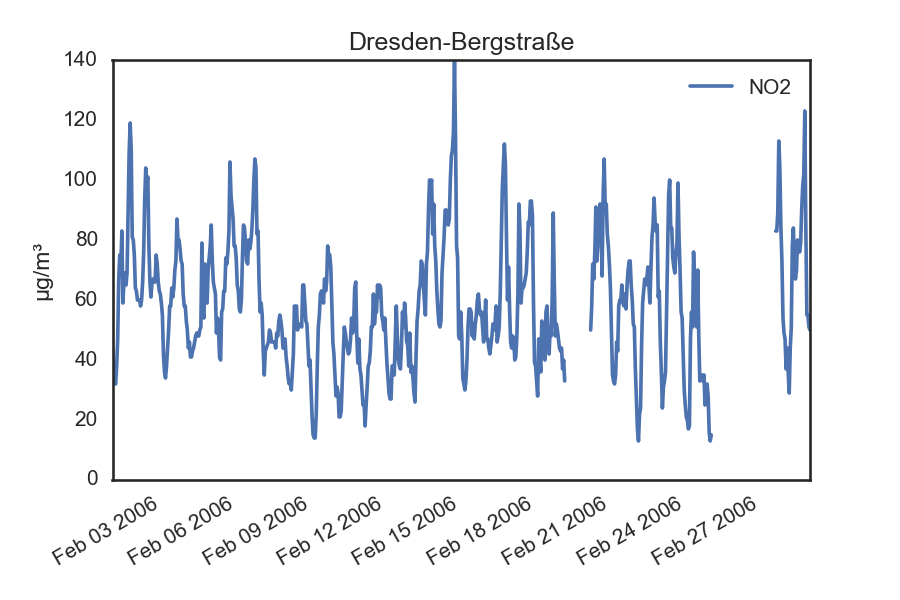 Dresden-Bergstraße
140
120
100
80
60
40
20
0
µg/m³
NO2
Feb 03 2006
Feb 06 2006
Feb 09 2006
Feb 12 2006
Feb 15 2006
Feb 18 2006
Feb 21 2006
Feb 24 2006
Feb 27 2006